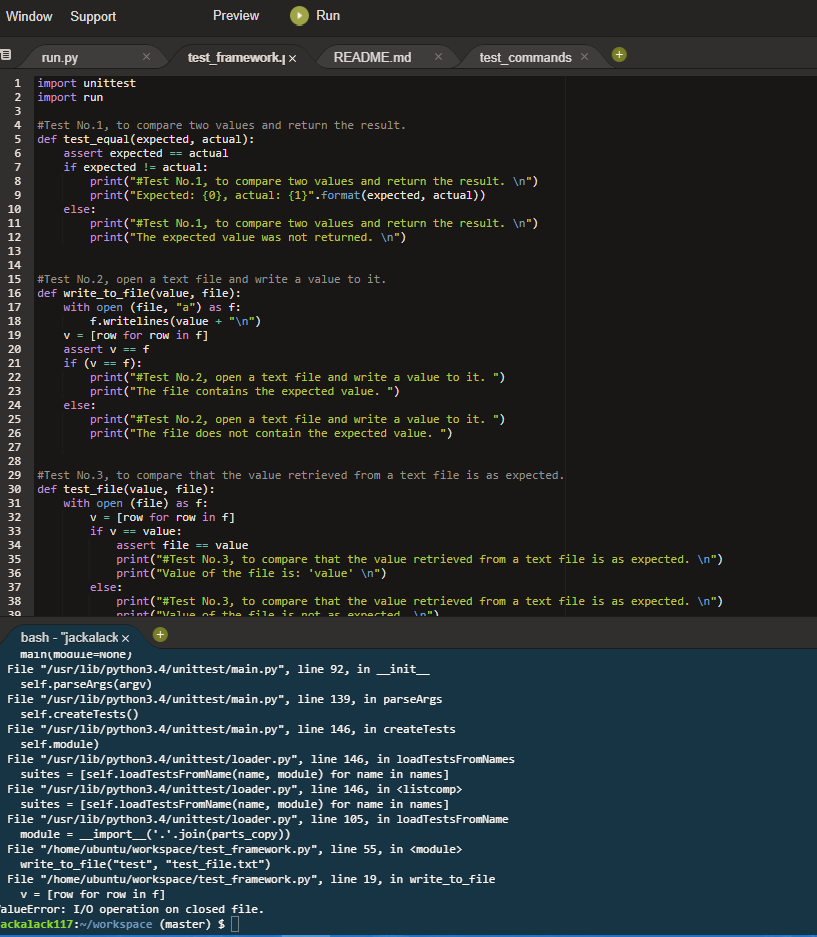 Window Support Preview Run
run.py × test_framework.p × README.md × test_commands ×
1 import unittest
2 import run
3
4 #Test No.1, to compare two values and return the result.
5 def test_equal(expected, actual):
6     assert expected == actual
7     if expected != actual:
8         print("#Test No.1, to compare two values and return the result. \n")
9         print("Expected: {0}, actual: {1}".format(expected, actual))
10     else:
11         print("#Test No.1, to compare two values and return the result. \n")
12         print("The expected value was not returned. \n")
13
14
15 #Test No.2, open a text file and write a value to it.
16 def write_to_file(value, file):
17     with open (file, "a") as f:
18         f.writelines(value + "\n")
19     v = [row for row in f]
20     assert v == f
21     if (v == f):
22         print("#Test No.2, open a text file and write a value to it. ")
23         print("The file contains the expected value. ")
24     else:
25         print("#Test No.2, open a text file and write a value to it. ")
26         print("The file does not contain the expected value. ")
27
28
29 #Test No.3, to compare that the value retrieved from a text file is as expected.
30 def test_file(value, file):
31     with open (file) as f:
32         v = [row for row in f]
33         if v == value:
34             assert file == value
35             print("#Test No.3, to compare that the value retrieved from a text file is as expected. \n")
36             print("Value of the file is: 'value' \n")
37         else:
38             print("#Test No.3, to compare that the value retrieved from a text file is as expected. \n")
39             print("Value of the file is not as expected. \n")
bash - "jackalack ×
main(module=None)
File "/usr/lib/python3.4/unittest/main.py", line 92, in __init__
self.parseArgs(argv)
File "/usr/lib/python3.4/unittest/main.py", line 139, in parseArgs
self.createTests()
File "/usr/lib/python3.4/unittest/main.py", line 146, in createTests
self.module)
File "/usr/lib/python3.4/unittest/loader.py", line 146, in loadTestsFromNames
suites = [self.loadTestsFromName(name, module) for name in names]
File "/usr/lib/python3.4/unittest/loader.py", line 146, in <listcomp>
suites = [self.loadTestsFromName(name, module) for name in names]
File "/usr/lib/python3.4/unittest/loader.py", line 105, in loadTestsFromName
module = __import__('.'.join(parts_copy))
File "/home/ubuntu/workspace/test_framework.py", line 55, in <module>
write_to_file("test", "test_file.txt")
File "/home/ubuntu/workspace/test_framework.py", line 19, in write_to_file
v = [row for row in f]
alueError: I/O operation on closed file.
ackalack117:~/workspace (master) $